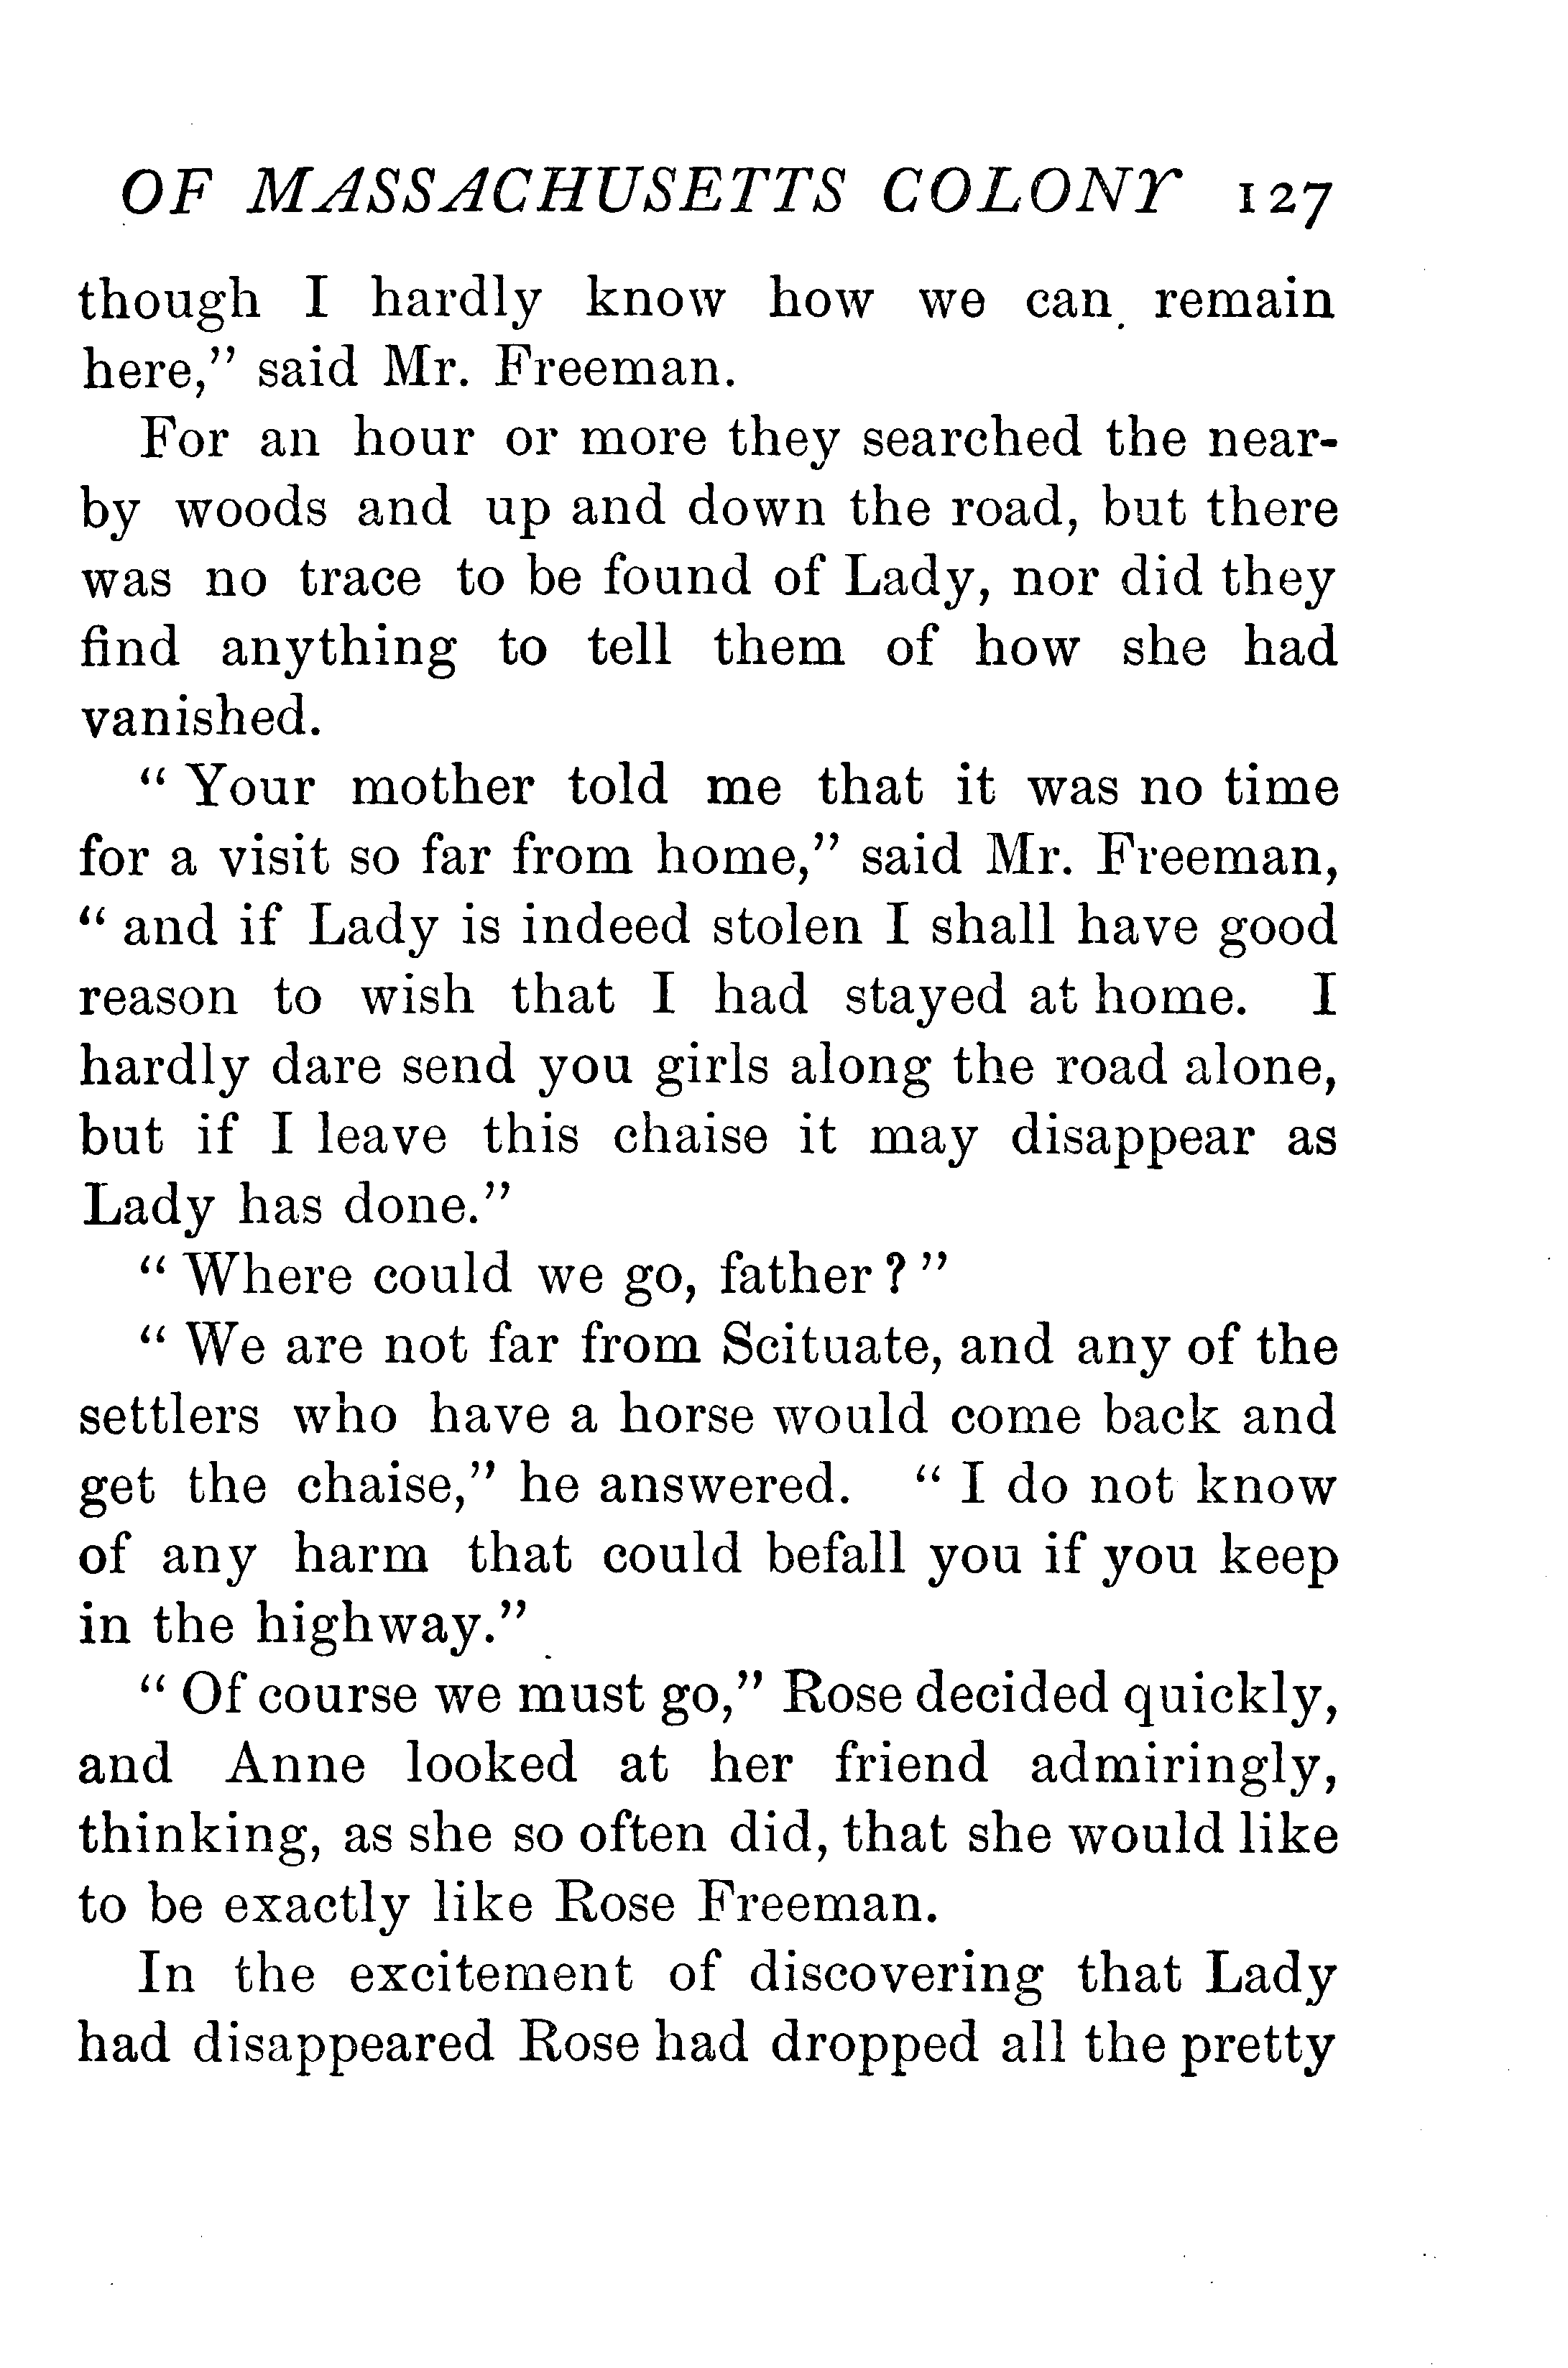 OF MASSACHUSETTS COLONY 127
though I hardly know how we can remain
here,” said Mr. Freeman.
For an hour or more they searched the near-
by woods and up and down the road, but there
was no trace to be found of Lady, nor did they
find anything to tell them of how she had
vanished.
“ Your mother told me that it was no time
for a visit so far from home,” said Mr. Freeman,
“ and if Lady is indeed stolen I shall have good
reason to wish that I had stayed at home. I
hardly dare send you girls along the road alone,
but if I leave this chaise it may disappear as
Lady has done.”
“ Where could we go, father ? ”
“ We are not far from Scituate, and any of the
settlers who have a horse would come back and
get the chaise,” he answered. “ I do not know
of any harm that could befall you if you keep
in the highway.”
“ Of course we must go,” Rose decided quickly,
and Anne looked at her friend admiringly,
thinking, as she so often did, that she would like
to be exactly like Rose Freeman.
In the excitement of discovering that Lady
had disappeared Rose had dropped all the pretty